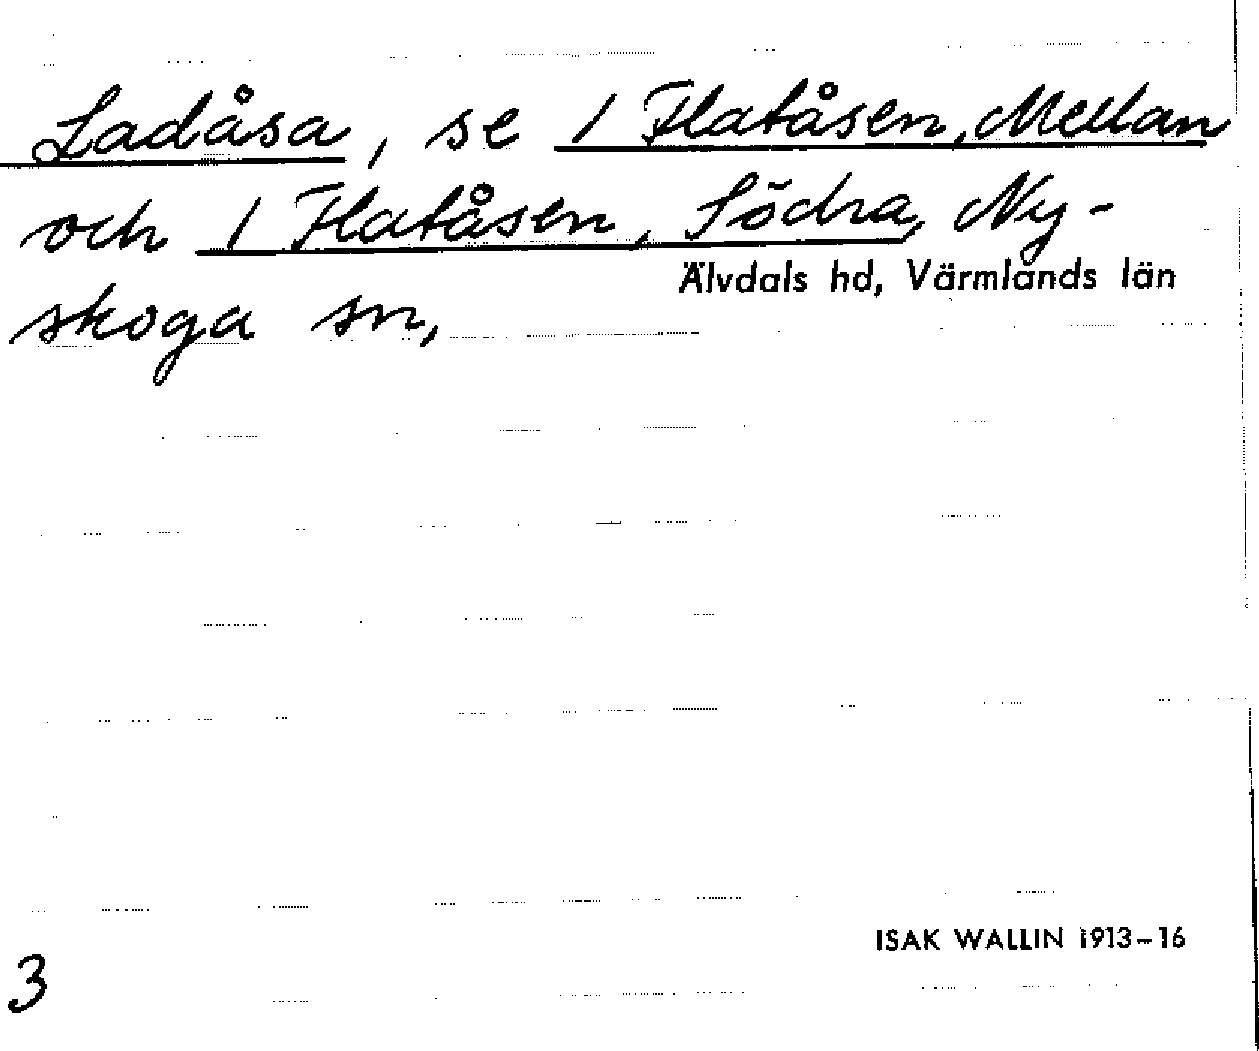 Ladåsa, se 1 Flatåsen, Mellan
och 1 Flatåsen, Södra, Ny-
Älvdals hd, Värmlands län
skoga sn,
ISAK WALLIN 1913-16
3